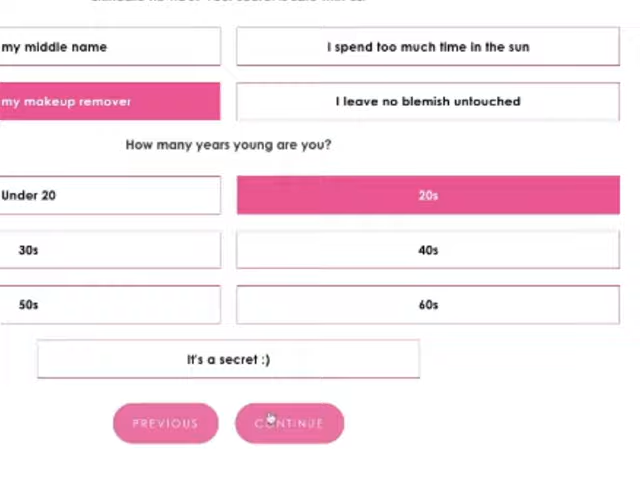 my middle name
I spend too much time in the sun
my makeup remover
I leave no blemish untouched
How many years young are you?
Under 20
20s
30s
40s
50s
60s
It's a secret :)
PREVIOUS
CONTINUE